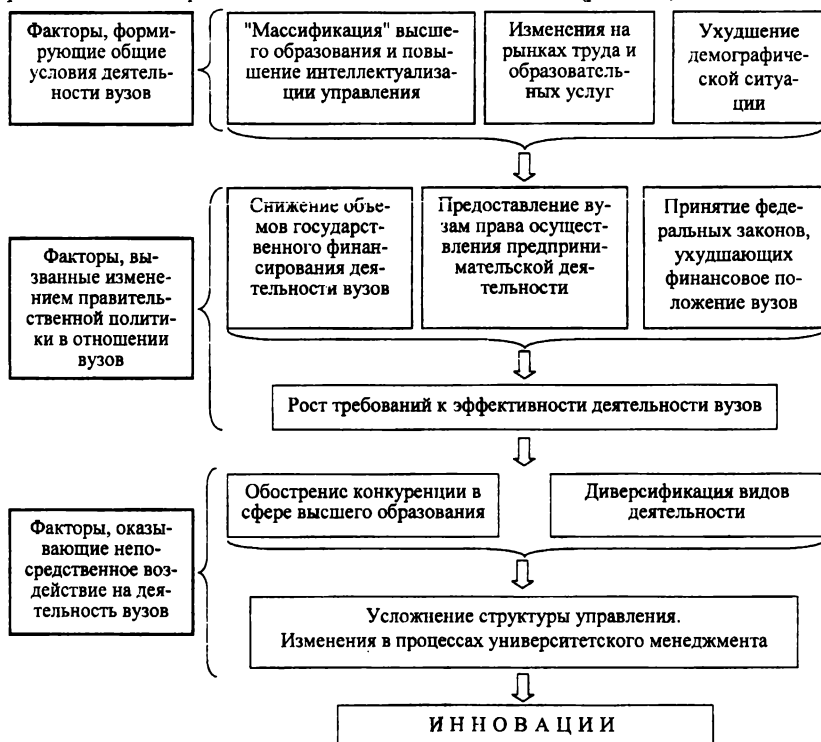 Факторы, форми-
рующие общие
условия деятель-
ности вузов
"Массификация" высш-
его образования и повы-
шение интеллектуализа-
ции управления
Изменения на
рынках труда и
образователь-
ных услуг
Ухудшение
демографиче-
ской ситуа-
ции
Факторы, вы-
званные измене-
нием правитель-
ственной полити-
ки в отношении
вузов
Снижение объе-
мов государст-
венного финан-
сирования дея-
тельности вузов
Предоставление ву-
зам права осущест-
вления предприни-
мательской дея-
тельности
Принятие феде-
ральных законов,
ухудшающих
финансовое по-
ложение вузов
Рост требований к эффективности деятельности вузов
Факторы, оказы-
вающие непо-
средственное воз-
действие на дея-
тельность вузов
Обострение конкуренции в
сфере высшего образования
Диверсификация видов
деятельности
Усложнение структуры управления.
Изменения в процессах университетского менеджмента
ИННОВАЦИИ